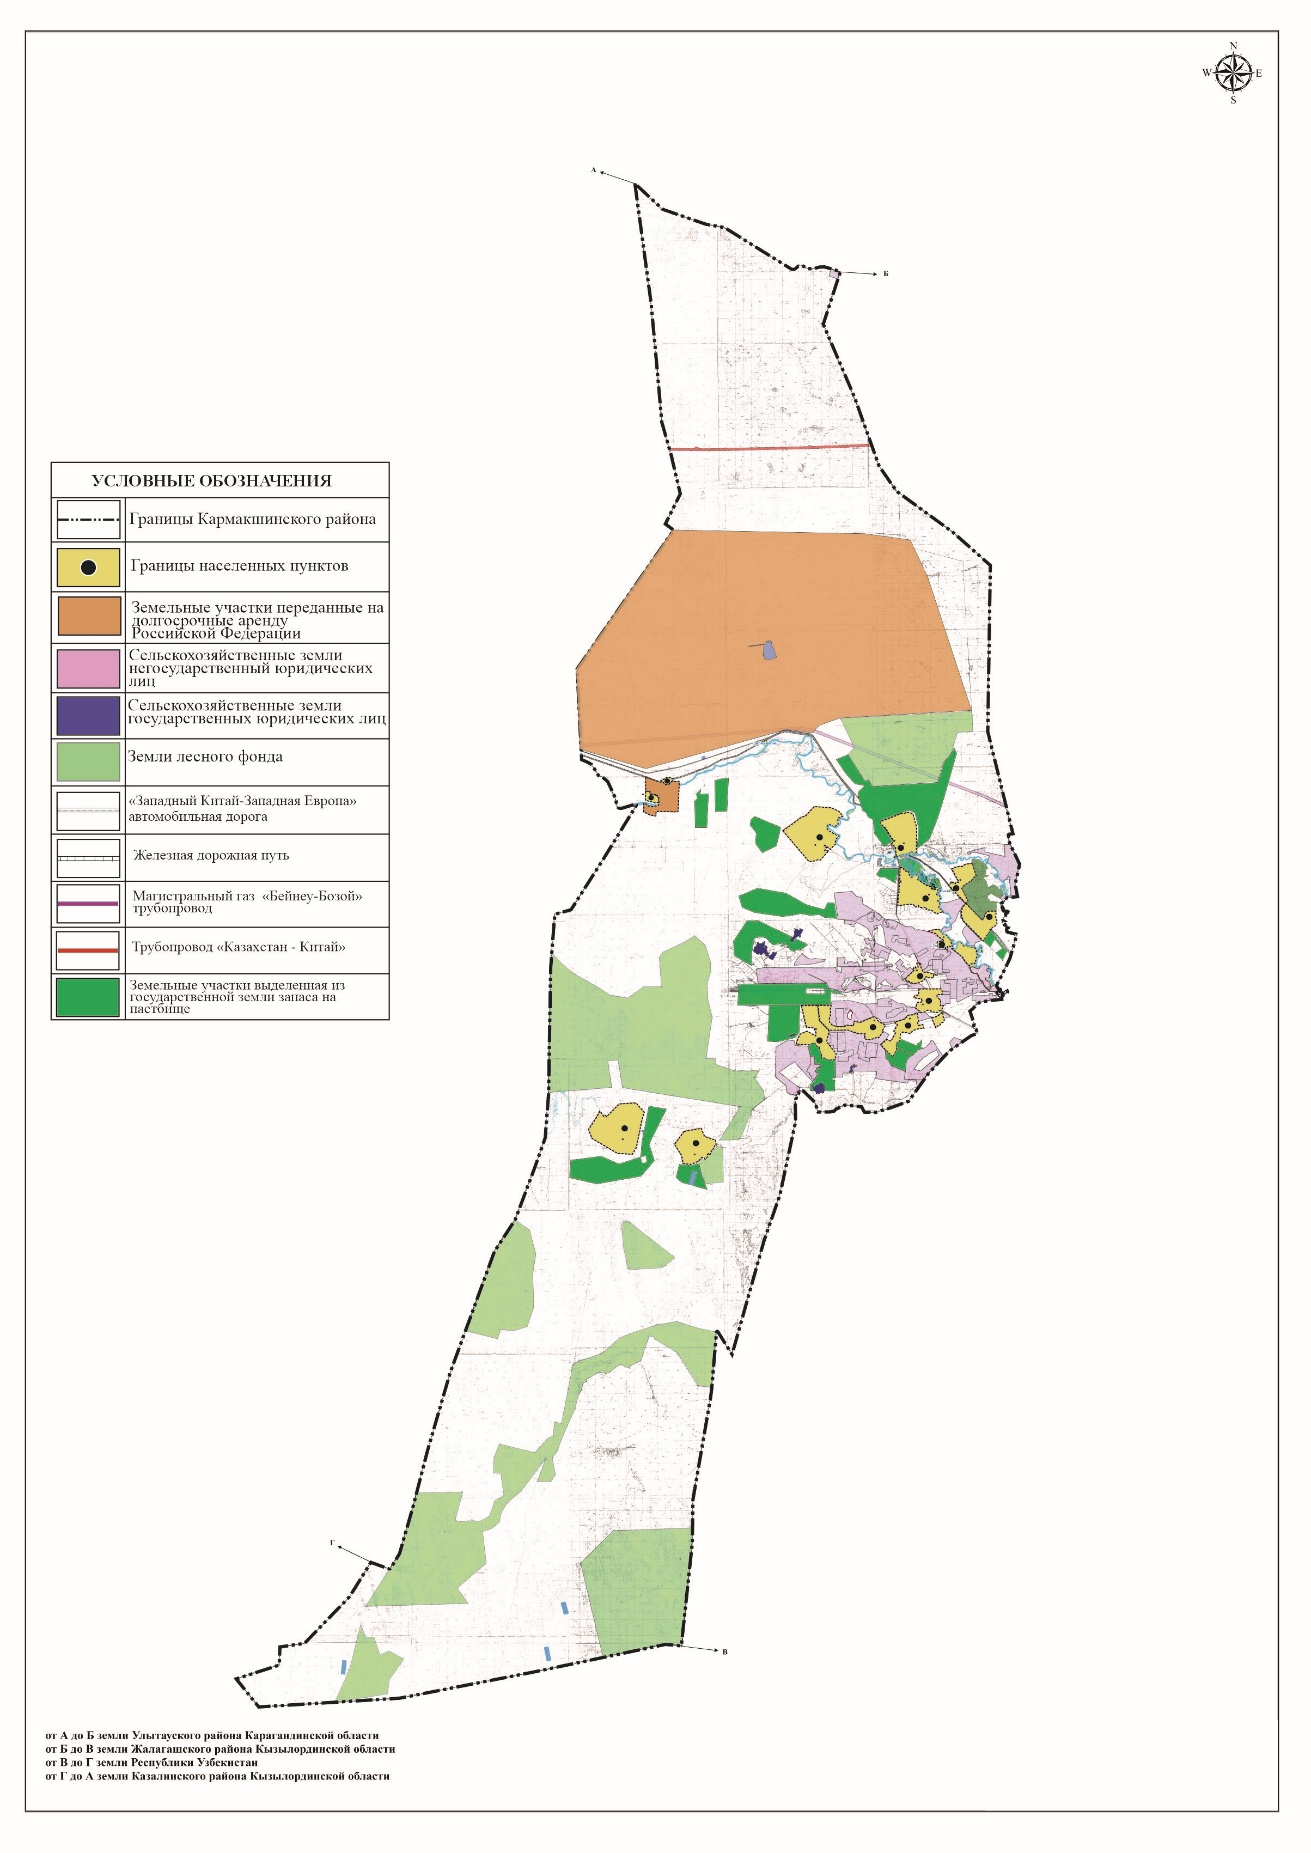 N
W
E
S
А
Б
УСЛОВНЫЕ ОБОЗНАЧЕНИЯ
Границы Кармакшинского района
Границы населенных пунктов
Земельные участки переданные на
долгосрочные аренду
Российской Федерации
Сельскохозяйственные земли
негосударственный юридических
лиц
Сельскохозяйственные земли
государственных юридических лиц
Земли лесного фонда
«Западный Китай-Западная Европа»
автомобильная дорога
Железная дорожная путь
Магистральный газ «Бейнеу-Бозой»
трубопровод
Трубопровод «Казахстан - Китай»
Земельные участки выделенная из
государственной земли запаса на
пастбище
Г
В
от А до Б земли Улытауского района Карагандинской области
от Б до В земли Жалагашского района Кызылординской области
от В до Г земли Республики Узбекистан
от Г до А земли Казалинского района Кызылординской области